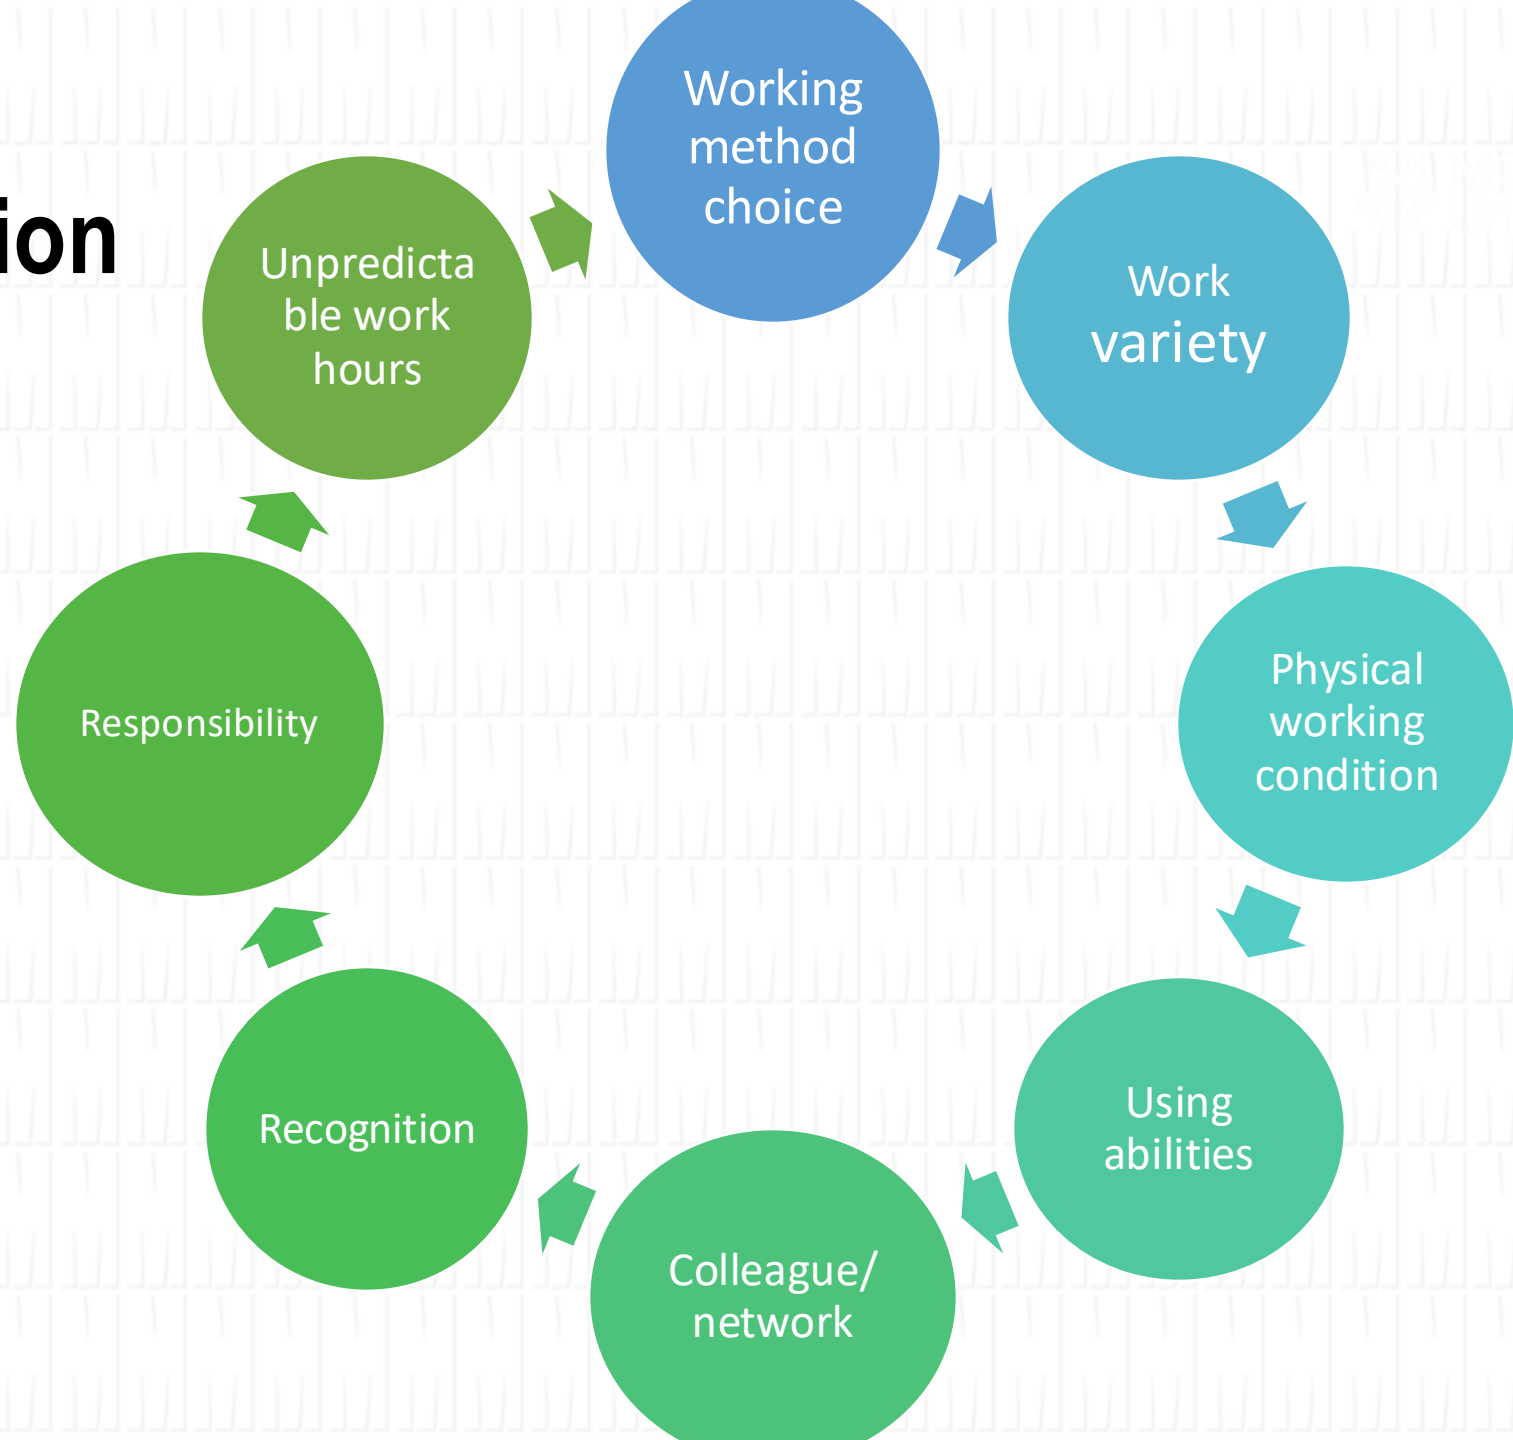 ion
Working
method
choice
Work
variety
Physical
working
condition
Using
abilities
Colleague/
network
Recognition
Responsibility
Unpredicta
ble work
hours